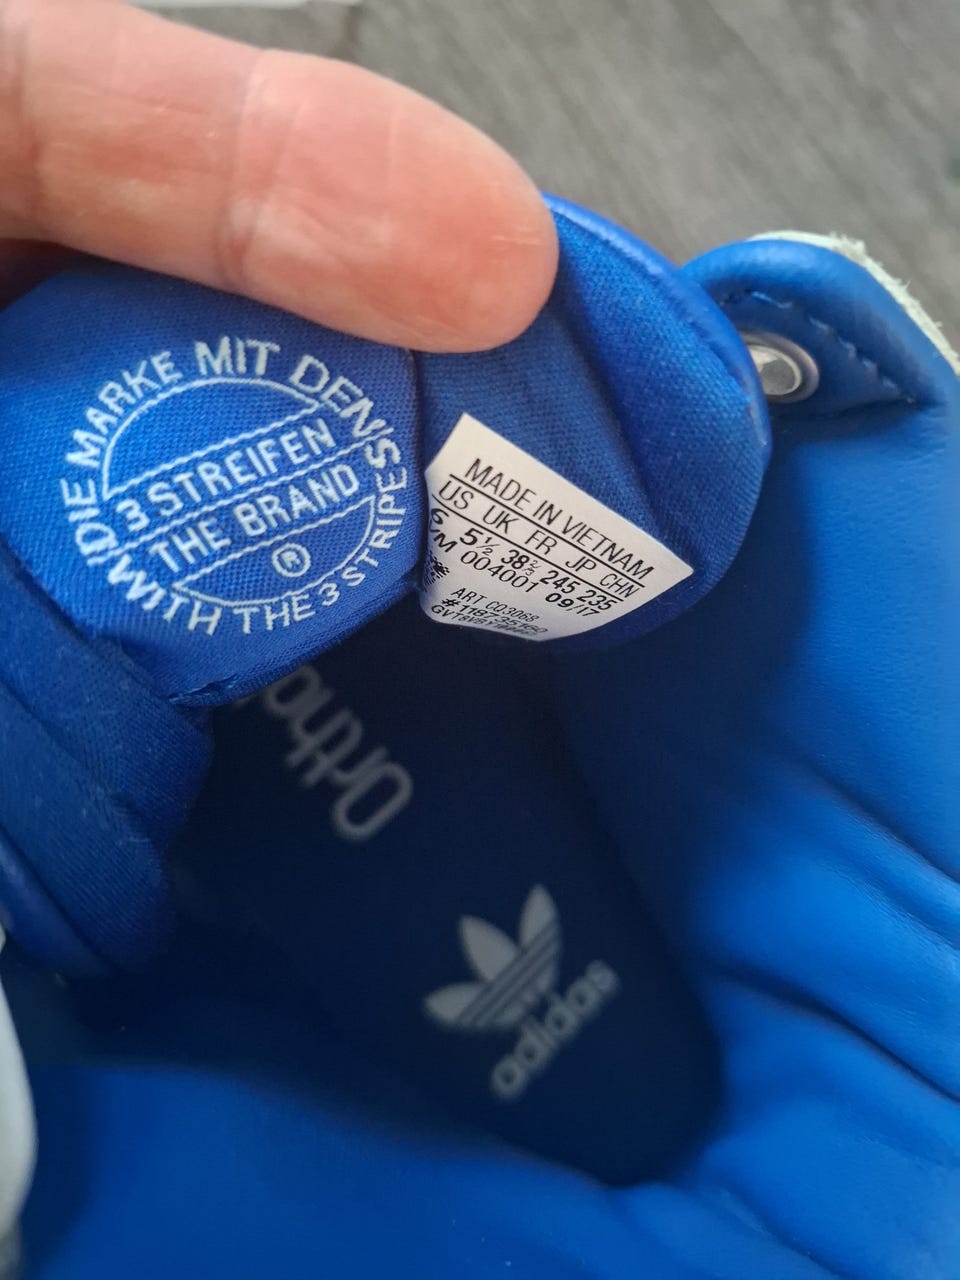 DIE MARKE MIT DEN
3 STREIFEN
THE BRAND
®
WITH THE 3 STRIPES
MADE IN VIETNAM
US UK FR JP CHN
6 5½ 38⅔ 245 235
004001 09/17
ART CQ3068
adidas